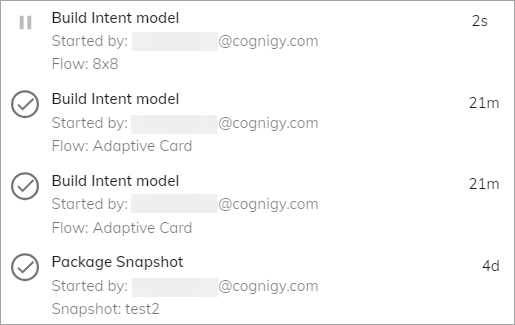 Build Intent model 2s
Started by: @cognigy.com
Flow: 8x8
Build Intent model 21m
Started by: @cognigy.com
Flow: Adaptive Card
Build Intent model 21m
Started by: @cognigy.com
Flow: Adaptive Card
Package Snapshot 4d
Started by: @cognigy.com
Snapshot: test2